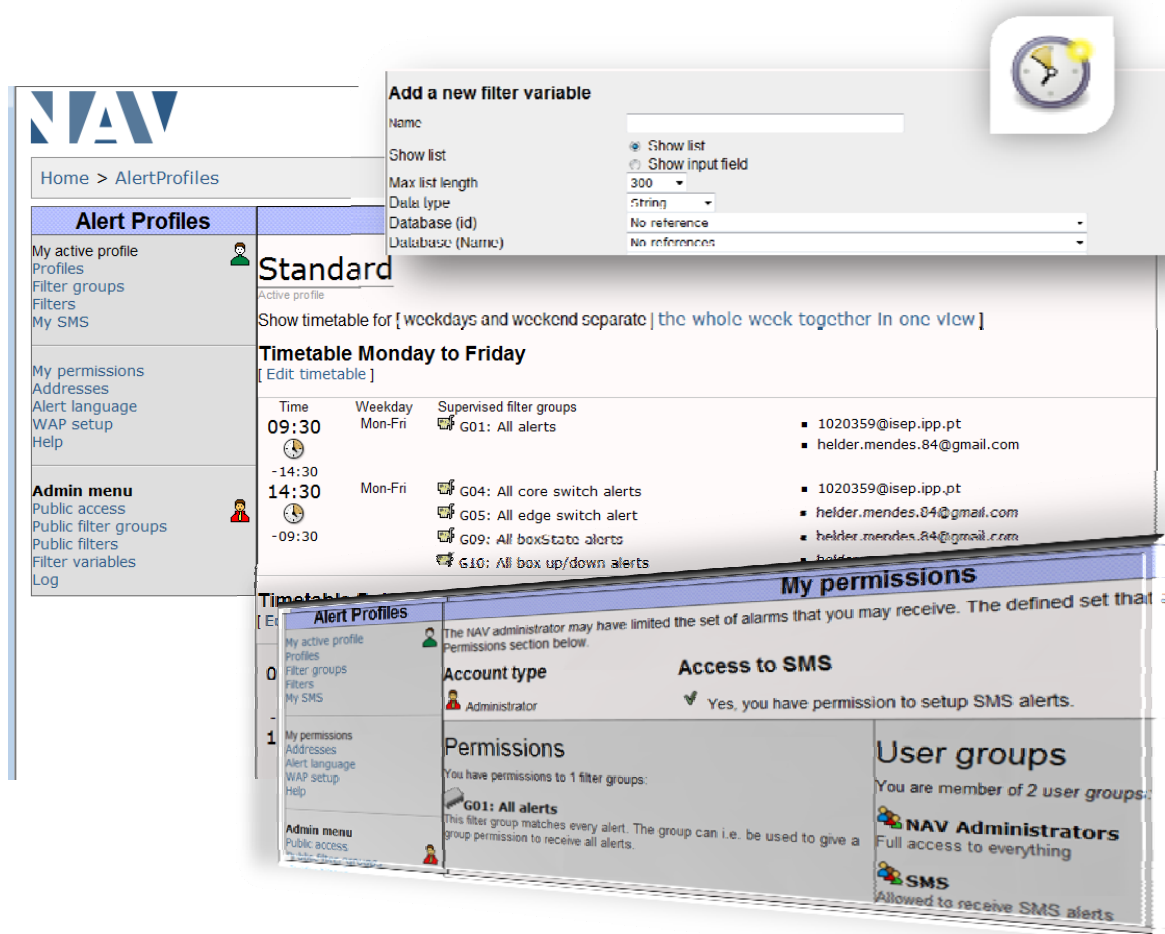 Add a new filter variable
Name
Show list
Show list
Show input field
Max list length
300
Data type
String
Database (id)
No reference
Database (Name)
No references
NAV
Home > AlertProfiles
Alert Profiles
My active profile
Profiles
Filter groups
Filters
My SMS
My permissions
Addresses
Alert language
WAP setup
Help
Admin menu
Public access
Public filter groups
Public filters
Filter variables
Log
Standard
Active profile
Show timetable for [ weekdays and weekend separate | the whole week together in one view ]
Timetable Monday to Friday
[ Edit timetable ]
Time Weekday Supervised filter groups
09:30 Mon-Fri G01: All alerts
1020359@isep.ipp.pt
helder.mendes.84@gmail.com
-14:30
14:30 Mon-Fri G04: All core switch alerts
1020359@isep.ipp.pt
G05: All edge switch alert
helder.mendes.84@gmail.com
-09:30
G09: All boxState alerts
helder.mendes.84@gmail.com
G10: All box up/down alerts
Alert Profiles
My active profile
Profiles
Filter groups
Filters
My SMS
My permissions
Addresses
Alert language
WAP setup
Help
Admin menu
Public access
Public filter groups
My permissions
The NAV administrator may have limited the set of alarms that you may receive. The defined set that
Permissions section below.
Account type
Administrator
Access to SMS
Yes, you have permission to setup SMS alerts.
Permissions
You have permissions to 1 filter groups:
G01: All alerts
This filter group matches every alert. The group can i.e. be used to give a
group permission to receive all alerts.
User groups
You are member of 2 user groups:
NAV Administrators
Full access to everything
SMS
Allowed to receive SMS alerts